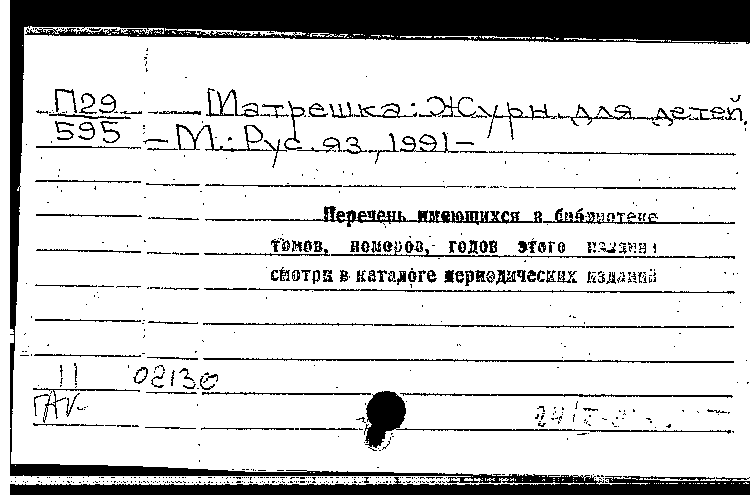 П29 Матрешка: Журн. для детей.
595 – М.: Рус. яз, 1991–
Перечень имеющихся в библиотеке
томов, номеров, годов этого издания
смотри в каталоге периодических изданий
11 02130